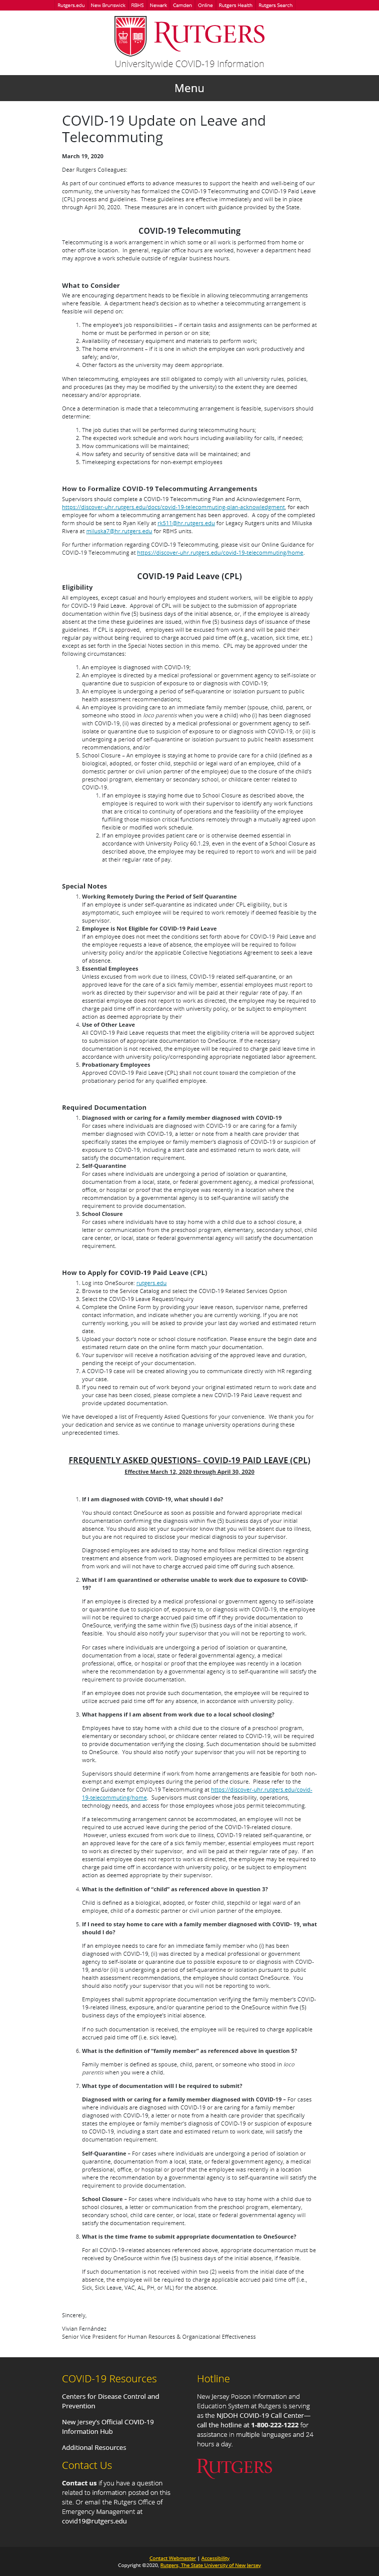 Rutgers.edu New Brunswick RBHS Newark Camden Online Rutgers Health Rutgers Search
RUTGERS
Universitywide COVID-19 Information
Menu
COVID-19 Update on Leave and
Telecommuting
March 19, 2020
Dear Rutgers Colleagues:
As part of our continued efforts to advance measures to support the health and well-being of our
community, the university has formalized the COVID-19 Telecommuting and COVID-19 Paid Leave
(CPL) process and guidelines.  These guidelines are effective immediately and will be in place
through April 30, 2020.  These measures are in concert with guidance provided by the State.
COVID-19 Telecommuting
Telecommuting is a work arrangement in which some or all work is performed from home or
other off-site location.  In general, regular office hours are worked, however a department head
may approve a work schedule outside of regular business hours.
What to Consider
We are encouraging department heads to be flexible in allowing telecommuting arrangements
where feasible.  A department head's decision as to whether a telecommuting arrangement is
feasible will depend on:
1. The employee's job responsibilities – if certain tasks and assignments can be performed at
home or must be performed in person or on site;
2. Availability of necessary equipment and materials to perform work;
3. The home environment – if it is one in which the employee can work productively and
safely; and/or,
4. Other factors as the university may deem appropriate.
When telecommuting, employees are still obligated to comply with all university rules, policies,
and procedures (as they may be modified by the university) to the extent they are deemed
necessary and/or appropriate.
Once a determination is made that a telecommuting arrangement is feasible, supervisors should
determine:
1. The job duties that will be performed during telecommuting hours;
2. The expected work schedule and work hours including availability for calls, if needed;
3. How communications will be maintained;
4. How safety and security of data will be maintained; and
5. Timekeeping expectations for non-exempt employees
How to Formalize COVID-19 Telecommuting Arrangements
Supervisors should complete a COVID-19 Telecommuting Plan and Acknowledgment Form,
https://discover-uhr.rutgers.edu/docs/covid-19-telecommuting-plan-acknowledgment, for each
employee for whom a telecommuting arrangement has been approved.  A copy of the completed
form should be sent to Ryan Kelly at rk511@hr.rutgers.edu for Legacy Rutgers units and Miluska
Rivera at miluska7@hr.rutgers.edu for RBHS units.
For further information regarding COVID-19 Telecommuting, please visit our Online Guidance for
COVID-19 Telecommuting at https://discover-uhr.rutgers.edu/covid-19-telecommuting/home.
COVID-19 Paid Leave (CPL)
Eligibility
All employees, except casual and hourly employees and student workers, will be eligible to apply
for COVID-19 Paid Leave.  Approval of CPL will be subject to the submission of appropriate
documentation within five (5) business days of the initial absence, or, if the employee was already
absent at the time these guidelines are issued, within five (5) business days of issuance of these
guidelines.  If CPL is approved,  employees will be excused from work and will be paid their
regular pay without being required to charge accrued paid time off (e.g., vacation, sick time, etc.)
except as set forth in the Special Notes section in this memo.  CPL may be approved under the
following circumstances:
1. An employee is diagnosed with COVID-19;
2. An employee is directed by a medical professional or government agency to self-isolate or
quarantine due to suspicion of exposure to or diagnosis with COVID-19;
3. An employee is undergoing a period of self-quarantine or isolation pursuant to public
health assessment recommendations;
4. An employee is providing care to an immediate family member (spouse, child, parent, or
someone who stood in loco parentis when you were a child) who (i) has been diagnosed
with COVID-19, (ii) was directed by a medical professional or government agency to self-
isolate or quarantine due to suspicion of exposure to or diagnosis with COVID-19, or (iii) is
undergoing a period of self-quarantine or isolation pursuant to public health assessment
recommendations, and/or
5. School Closure – An employee is staying at home to provide care for a child (defined as a
biological, adopted, or foster child, stepchild or legal ward of an employee; child of a
domestic partner or civil union partner of the employee) due to the closure of the child's
preschool program, elementary or secondary school, or childcare center related to
COVID-19.
1. If an employee is staying home due to School Closure as described above, the
employee is required to work with their supervisor to identify any work functions
that are critical to continuity of operations and the feasibility of the employee
fulfilling those mission critical functions remotely through a mutually agreed upon
flexible or modified work schedule.
2. If an employee provides patient care or is otherwise deemed essential in
accordance with University Policy 60.1.29, even in the event of a School Closure as
described above, the employee may be required to report to work and will be paid
at their regular rate of pay.
Special Notes
1. Working Remotely During the Period of Self Quarantine
If an employee is under self-quarantine as indicated under CPL eligibility, but is
asymptomatic, such employee will be required to work remotely if deemed feasible by the
supervisor.
2. Employee is Not Eligible for COVID-19 Paid Leave
If an employee does not meet the conditions set forth above for COVID-19 Paid Leave and
the employee requests a leave of absence, the employee will be required to follow
university policy and/or the applicable Collective Negotiations Agreement to seek a leave
of absence.
3. Essential Employees
Unless excused from work due to illness, COVID-19 related self-quarantine, or an
approved leave for the care of a sick family member, essential employees must report to
work as directed by their supervisor and will be paid at their regular rate of pay. If an
essential employee does not report to work as directed, the employee may be required to
charge paid time off in accordance with university policy, or be subject to employment
action as deemed appropriate by their
4. Use of Other Leave
All COVID-19 Paid Leave requests that meet the eligibility criteria will be approved subject
to submission of appropriate documentation to OneSource. If the necessary
documentation is not received, the employee will be required to charge leave time in
accordance with university policy/corresponding appropriate negotiated labor agreement.
5. Probationary Employees
Approved COVID-19 Paid Leave (CPL) shall not count toward the completion of the
probationary period for any qualified employee.
Required Documentation
1. Diagnosed with or caring for a family member diagnosed with COVID-19
For cases where individuals are diagnosed with COVID-19 or are caring for a family
member diagnosed with COVID-19, a letter or note from a health care provider that
specifically states the employee or family member's diagnosis of COVID-19 or suspicion of
exposure to COVID-19, including a start date and estimated return to work date, will
satisfy the documentation requirement.
2. Self-Quarantine
For cases where individuals are undergoing a period of isolation or quarantine,
documentation from a local, state, or federal government agency, a medical professional,
office, or hospital or proof that the employee was recently in a location where the
recommendation by a government agency is to self-quarantine will satisfy the
requirement to provide documentation.
3. School Closure
For cases where individuals have to stay home with a child due to a school closure, a
letter or communication from the school program, elementary, or secondary, school, child
care center, or local, state or federal government agency will satisfy the documentation
requirement.
How to Apply for COVID-19 Paid Leave (CPL)
1. Log into OneSource: rutgers.edu
2. Browse to the Service Catalog and select the COVID-19 Related Services Option
3. Select the COVID-19 Leave Request/Inquiry
4. Complete the Online Form by providing your leave reason, supervisor name, preferred
contact information, and indicate whether you are currently working. If you are not
currently working, you will be asked to provide your last day worked and estimated return
date.
5. Upload your doctor's note or school closure notification. Please ensure the begin date and
estimated return date on the online form match your documentation.
6. Your supervisor will receive a notification advising of the approved leave and duration,
pending the receipt of your documentation.
7. A COVID-19 case will be created allowing you to communicate directly with HR regarding
your case.
8. If you need to remain out of work beyond your original estimated return to work date and
your case has been closed, please complete a new COVID-19 Paid Leave request and
provide updated documentation.
We have developed a list of Frequently Asked Questions for your convenience.  We thank you for
your dedication and service as we continue to manage university operations during these
unprecedented times.
FREQUENTLY ASKED QUESTIONS– COVID-19 PAID LEAVE (CPL)
Effective March 12, 2020 through April 30, 2020
1. If I am diagnosed with COVID-19, what should I do?
You should contact OneSource as soon as possible and forward appropriate medical
documentation confirming the diagnosis within five (5) business days of your initial
absence. You should also let your supervisor know that you will be absent due to illness,
but you are not required to disclose your medical diagnosis to your supervisor.
Diagnosed employees are advised to stay home and follow medical direction regarding
treatment and absence from work. Diagnosed employees are permitted to be absent
from work and will not have to charge accrued paid time off during this absence.
2. What if I am quarantined or otherwise unable to work due to exposure to COVID-
19?
If an employee is directed by a medical professional or government agency to self-isolate
or quarantine due to suspicion of, exposure to, or diagnosis with COVID-19, the employee
will not be required to charge accrued paid time off if they provide documentation to
OneSource, verifying the same within five (5) business days of the initial absence, if
feasible.  You should also notify your supervisor that you will not be reporting to work.
For cases where individuals are undergoing a period of isolation or quarantine,
documentation from a local, state or federal governmental agency, a medical
professional, office, or hospital or proof that the employee was recently in a location
where the recommendation by a governmental agency is to self-quarantine will satisfy the
requirement to provide documentation.
If an employee does not provide such documentation, the employee will be required to
utilize accrued paid time off for any absence, in accordance with university policy.
3. What happens if I am absent from work due to a local school closing?
Employees have to stay home with a child due to the closure of a preschool program,
elementary or secondary school, or childcare center related to COVID-19, will be required
to provide documentation verifying the school closing. Such documentation should be submitted
to OneSource.  You should also notify your supervisor that you will not be reporting to
work.
Supervisors should determine if work from home arrangements are feasible for both non-
exempt and exempt employees during the period of the closure.  Please refer to the
Online Guidance for COVID-19 Telecommuting at https://discover-uhr.rutgers.edu/covid-
19-telecommuting/home.  Supervisors must consider the feasibility, operations,
technology needs, and access for those employees whose jobs permit telecommuting.
If a telecommuting arrangement cannot be accommodated, an employee will not be
required to charge accrued time off during the period of the COVID-19-related closure.
However, unless excused from work due to illness, COVID-19 related self-quarantine, or
an approved leave for the care of a sick family member, essential employees must report
to work as directed by their supervisor,  and will be paid at their regular rate of pay.  If an
essential employee does not report to work as directed, the employee may be required to
charge paid time off in accordance with university policy, or be subject to employment
action as deemed appropriate by their supervisor.
4. What is the definition of "child" as referenced above in question 3?
Child is defined as a biological, adopted, or foster child, stepchild or legal ward of an
employee, child of a domestic partner or civil union partner of the employee.
5. If I need to stay home to care with a family member diagnosed with COVID- 19, what
should I do?
If an employee needs to care for an immediate family member who (i) has been
diagnosed with COVID-19, (ii) was directed by a medical professional or government
agency to self-isolate or quarantine due to possible exposure to or diagnosis with COVID-
19, and/or (iii) is undergoing a period of self-quarantine or isolation pursuant to public
health assessment recommendations, the employee should contact OneSource.  You
should also notify your supervisor that you will not be reporting to work.
Employees shall submit appropriate documentation verifying the family member's COVID-
19-related illness, exposure, and/or quarantine period to the OneSource within five (5)
business days of the employee's initial absence.
If no such documentation is received, the employee will be required to charge applicable
accrued paid time off (i.e. sick leave).
6. What is the definition of "family member" as referenced above in question 5?
Family member is defined as spouse, child, parent, or someone who stood in loco
parentis when you were a child.
7. What type of documentation will I be required to submit?
Diagnosed with or caring for a family member diagnosed with COVID-19 – For cases
where individuals are diagnosed with COVID-19 or are caring for a family member
diagnosed with COVID-19, a letter or note from a health care provider that specifically
states the employee or family member's diagnosis of COVID-19 or suspicion of exposure
to COVID-19, including a start date and estimated return to work date, will satisfy the
documentation requirement.
Self-Quarantine – For cases where individuals are undergoing a period of isolation or
quarantine, documentation from a local, state, or federal government agency, a medical
professional, office, or hospital or proof that the employee was recently in a location
where the recommendation by a government agency is to self-quarantine will satisfy the
requirement to provide documentation.
School Closure – For cases where individuals who have to stay home with a child due to
school closures, a letter or communication from the preschool program, elementary,
secondary school, child care center, or local, state or federal government agency will
satisfy the documentation requirement.
8. What is the time frame to submit appropriate documentation to OneSource?
For all COVID-19-related absences referenced above, appropriate documentation must be
received by OneSource within five (5) business days of the initial absence, if feasible.
If such documentation is not received within two (2) weeks from the initial date of the
absence, employees will be required to charge applicable accrued paid time off (i.e.,
Sick, Sick Leave, VAC, AL, PH, or ML) for the absence.
Sincerely,
Vivian Fernández
Senior Vice President for Human Resources & Organizational Effectiveness
COVID-19 Resources
Centers for Disease Control and
Prevention
New Jersey's Official COVID-19
Information Hub
Additional Resources
Contact Us
Contact us if you have a question
related to information posted on this
site. Or email the Rutgers Office of
Emergency Management at
covid19@rutgers.edu
Hotline
New Jersey Poison Information and
Education System at Rutgers is serving
as the NJDOH COVID-19 Call Center—
call the hotline at 1-800-222-1222 for
assistance in multiple languages and 24
hours a day.
RUTGERS
Contact Webmaster | Accessibility
Copyright ©2020, Rutgers, The State University of New Jersey